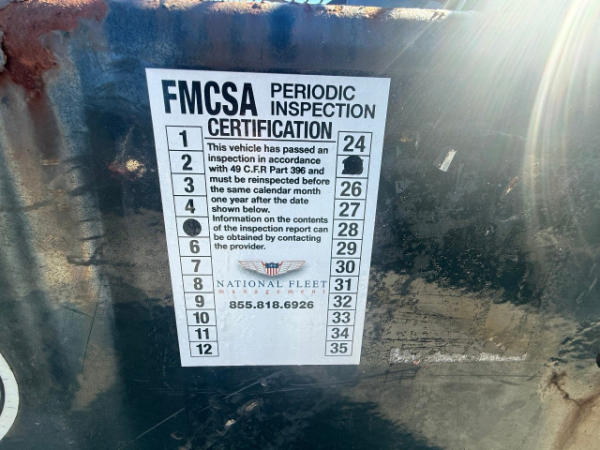 FMCSA PERIODIC INSPECTION
CERTIFICATION
1
2
3
4
6
7
8
9
10
11
12
This vehicle has passed an
inspection in accordance
with 49 C.F.R Part 396 and
must be reinspected before
the same calendar month
one year after the date
shown below.
Information on the contents
of the inspection report can
be obtained by contacting
the provider.
NATIONAL FLEET
management
855.818.6926
24
26
27
28
29
30
31
32
33
34
35